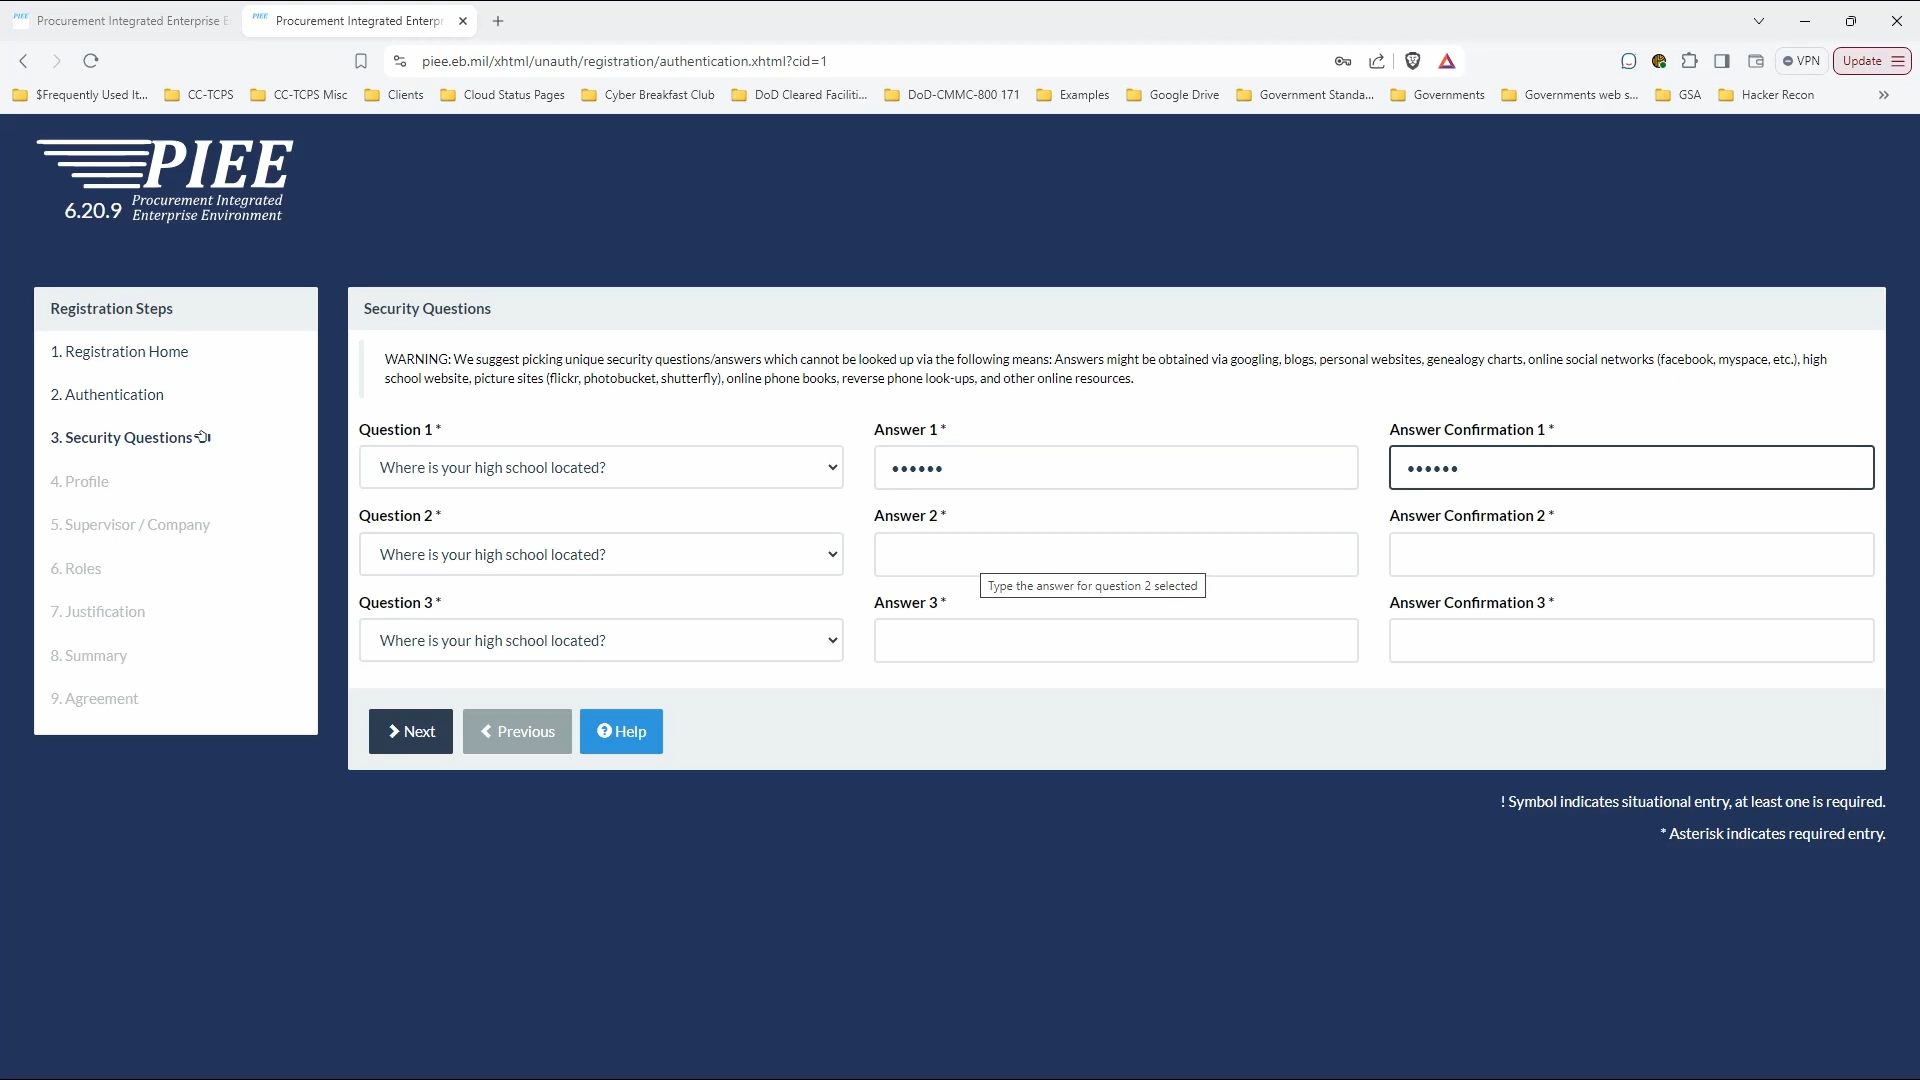 Procurement Integrated Enterprise E
Procurement Integrated Enterpr
piee.eb.mil/xhtml/unauth/registration/authentication.xhtml?cid=1
VPN
Update
$Frequently Used It...
CC-TCPS
CC-TCPS Misc
Clients
Cloud Status Pages
Cyber Breakfast Club
DoD Cleared Faciliti...
DoD-CMMC-800 171
Examples
Google Drive
Government Standa...
Governments
Governments web s...
GSA
Hacker Recon
PIEE
6.20.9
Procurement Integrated
Enterprise Environment
Registration Steps
1. Registration Home
2. Authentication
3. Security Questions
4. Profile
5. Supervisor / Company
6. Roles
7. Justification
8. Summary
9. Agreement
Security Questions
WARNING: We suggest picking unique security questions/answers which cannot be looked up via the following means: Answers might be obtained via googling, blogs, personal websites, genealogy charts, online social networks (facebook, myspace, etc.), high
school website, picture sites (flickr, photobucket, shutterfly), online phone books, reverse phone look-ups, and other online resources.
Question 1 *
Answer 1 *
Answer Confirmation 1 *
Where is your high school located?
••••••
••••••
Question 2 *
Answer 2 *
Answer Confirmation 2 *
Where is your high school located?
Type the answer for question 2 selected
Question 3 *
Answer 3 *
Answer Confirmation 3 *
Where is your high school located?
Next
Previous
Help
! Symbol indicates situational entry, at least one is required.
* Asterisk indicates required entry.